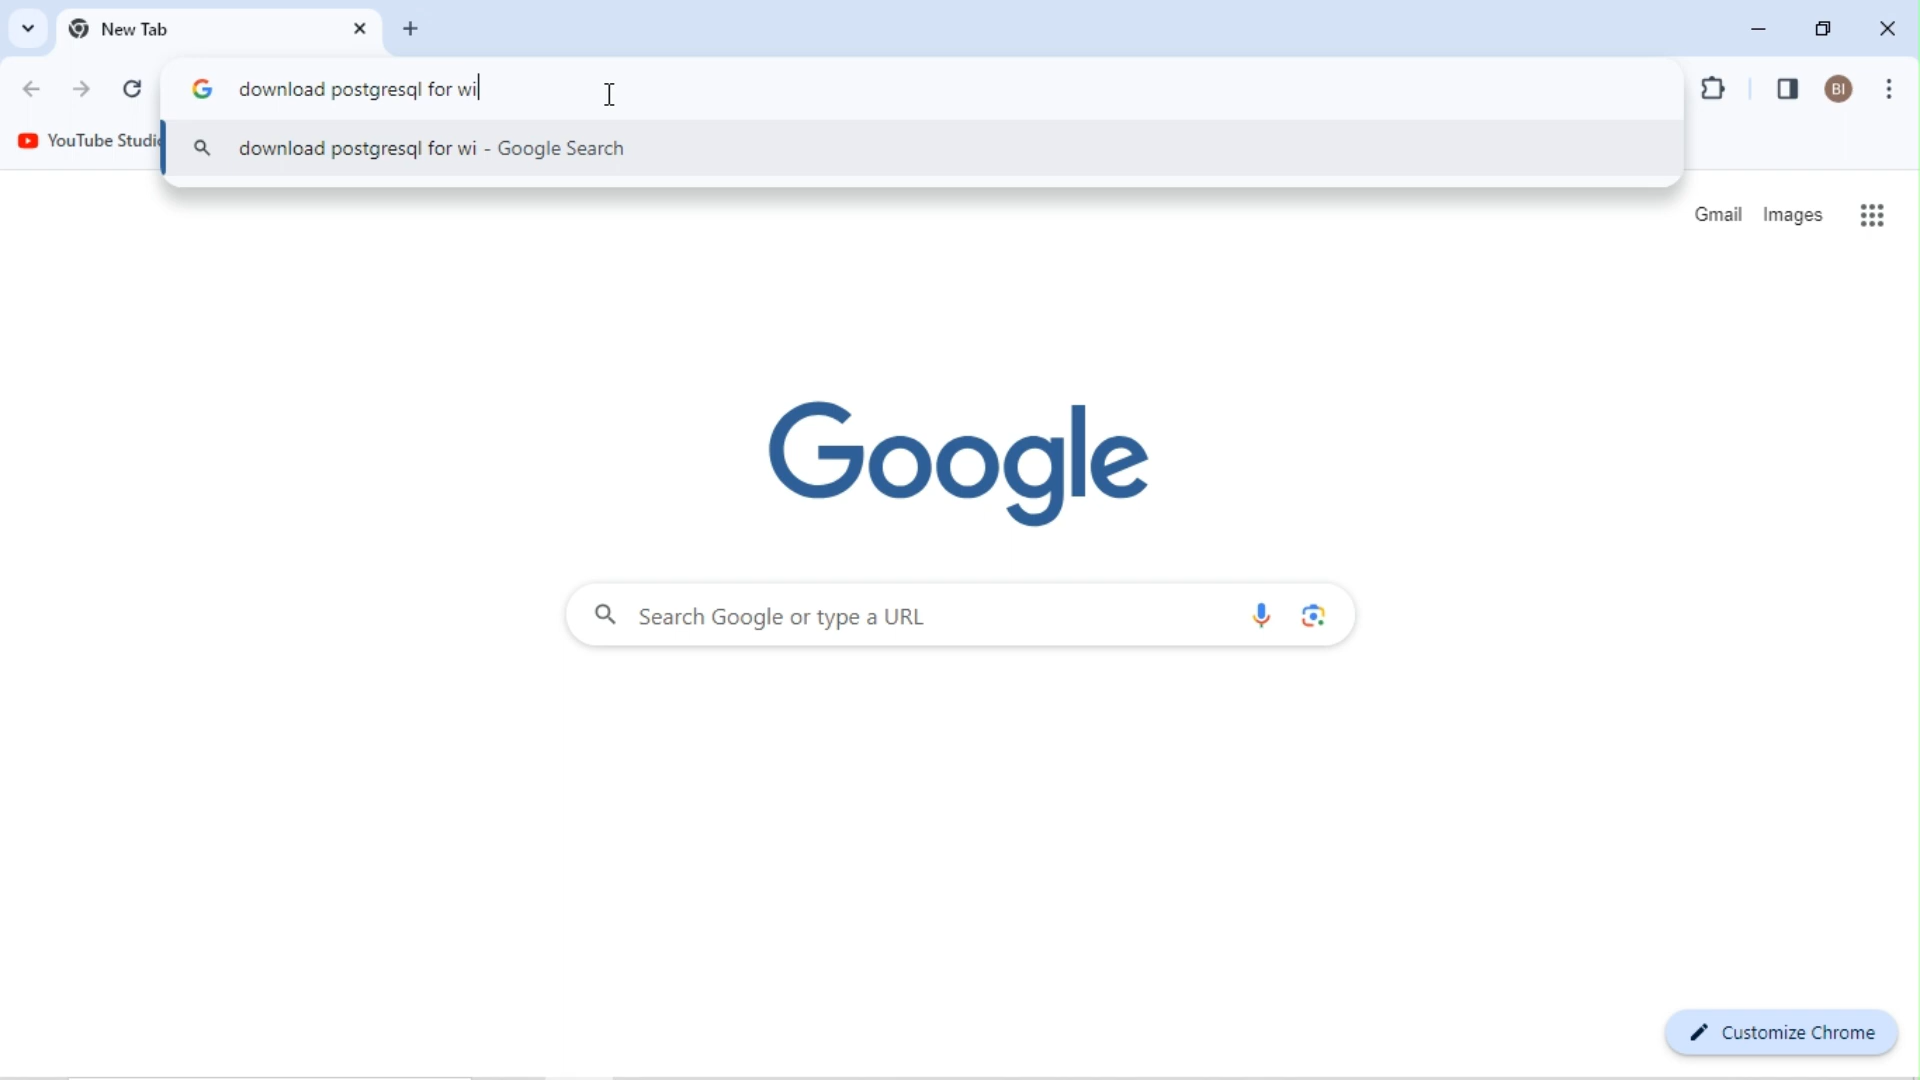 New Tab
download postgresql for wi
YouTube Studi
download postgresql for wi - Google Search
Gmail Images
Google
Search Google or type a URL
Customize Chrome
BI